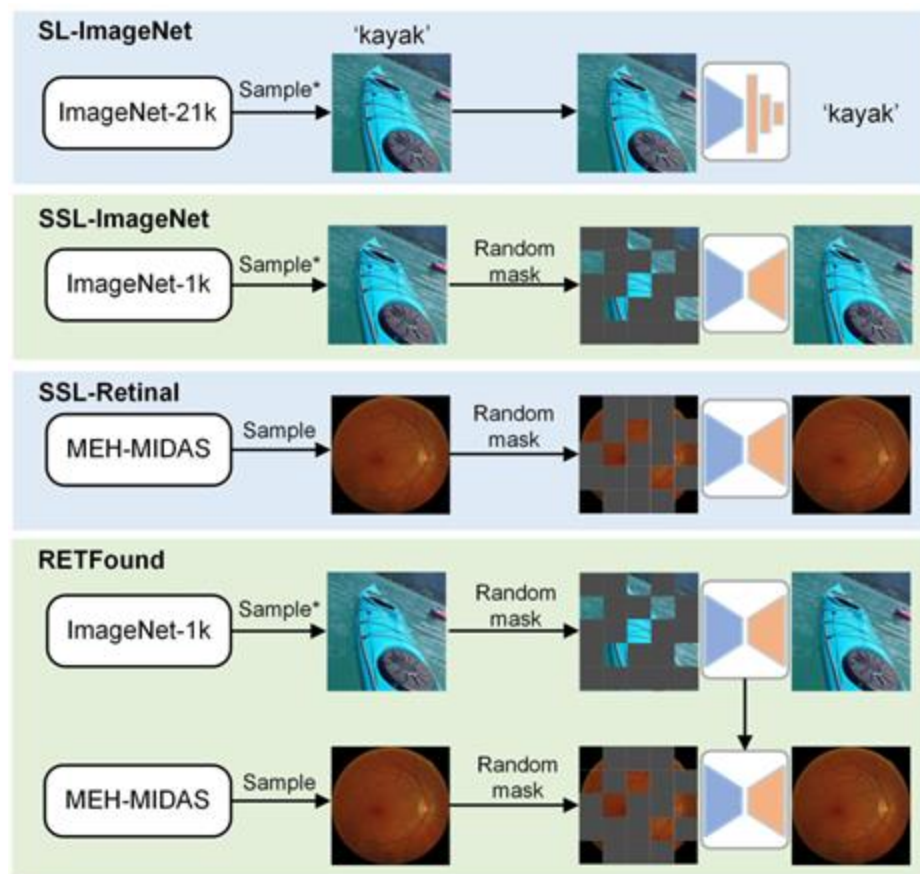 SL-ImageNet
‘kayak’
ImageNet-21k
Sample*
‘kayak’
SSL-ImageNet
ImageNet-1k
Sample*
Random
mask
SSL-Retinal
MEH-MIDAS
Sample
Random
mask
RETFound
ImageNet-1k
Sample*
Random
mask
MEH-MIDAS
Sample
Random
mask